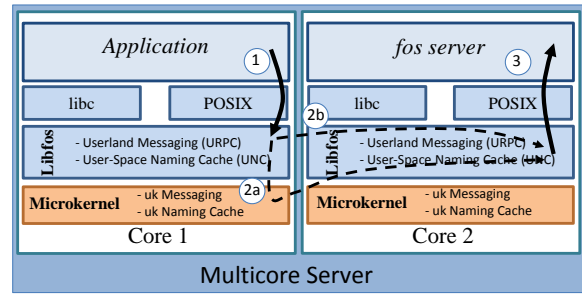 Application
1
libc
POSIX
Libfos
- Userland Messaging (URPC)
- User-Space Naming Cache (UNC)
2a
Microkernel
- uk Messaging
- uk Naming Cache
Core 1
fos server
3
2b
libc
POSIX
Libfos
- Userland Messaging (URPC)
- User-Space Naming Cache (UNC)
Microkernel
- uk Messaging
- uk Naming Cache
Core 2
Multicore Server